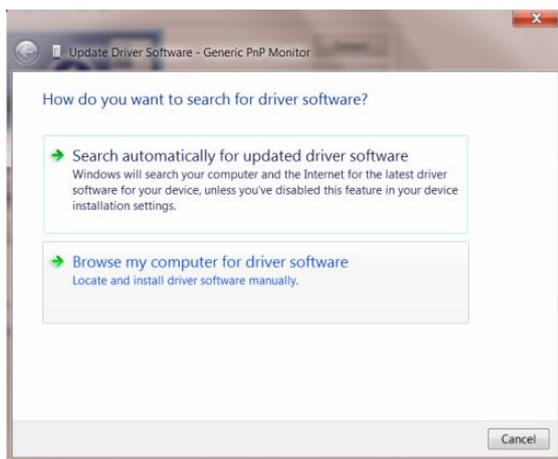 Update Driver Software - Generic PnP Monitor
How do you want to search for driver software?
Search automatically for updated driver software
Windows will search your computer and the Internet for the latest driver
software for your device, unless you've disabled this feature in your device
installation settings.
Browse my computer for driver software
Locate and install driver software manually.
Cancel